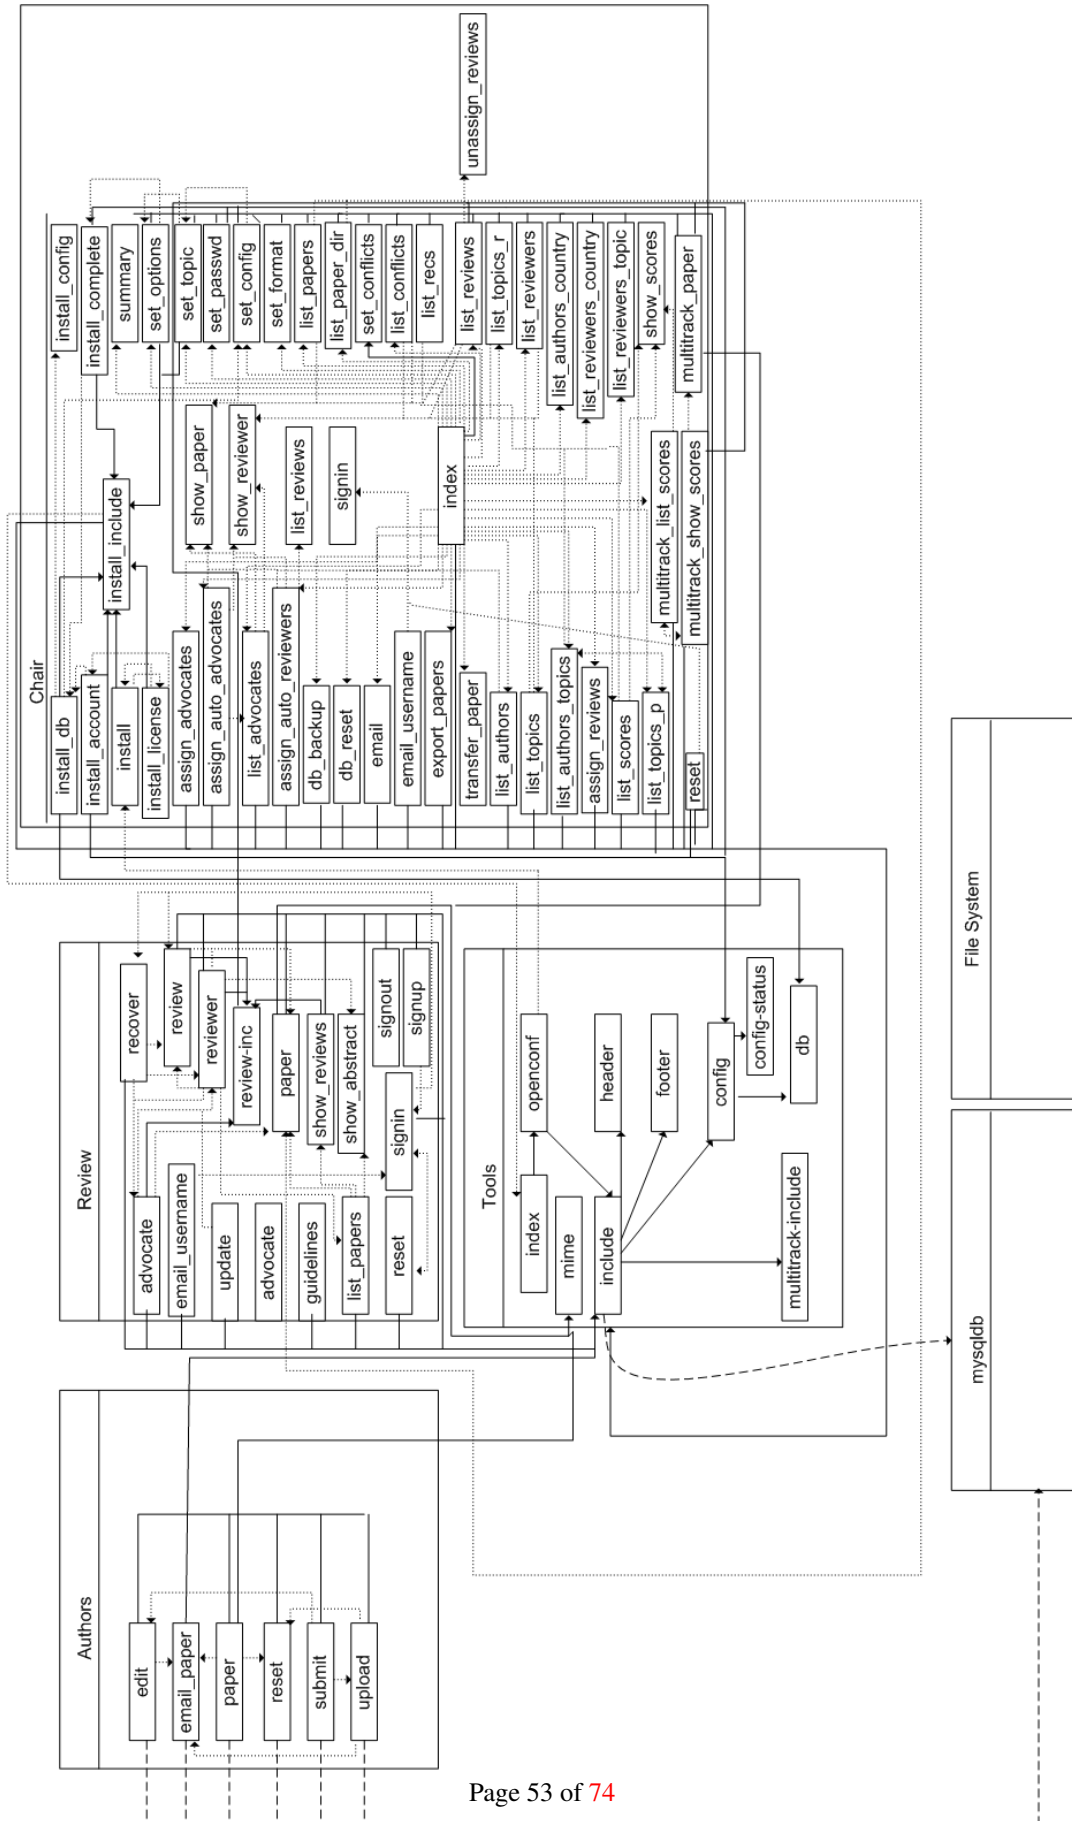 Chair
install_db
install_account
install
install_license
assign_advocates
assign_auto_advocates
list_advocates
assign_auto_reviewers
db_backup
db_reset
email
email_username
export_papers
transfer_paper
list_authors
list_topics
list_authors_topics
assign_reviews
list_scores
list_topics_p
reset
install_include
show_paper
show_reviewer
list_reviews
signin
index
multitrack_list_scores
multitrack_show_scores
install_config
install_complete
summary
set_options
set_topic
set_passwd
set_config
set_format
list_papers
list_paper_dir
set_conflicts
list_conflicts
list_recs
list_reviews
list_topics_r
list_reviewers
list_authors_country
list_reviewers_country
list_reviewers_topic
show_scores
multitrack_paper
unassign_reviews
Review
advocate
email_username
update
advocate
guidelines
list_papers
reset
recover
review
reviewer
review-inc
paper
show_reviews
show_abstract
signin
signout
signup
Tools
index
mime
include
openconf
header
footer
config
config-status
db
multitrack-include
Authors
edit
email_paper
paper
reset
submit
upload
File System
mysqldb
Page 53 of 74